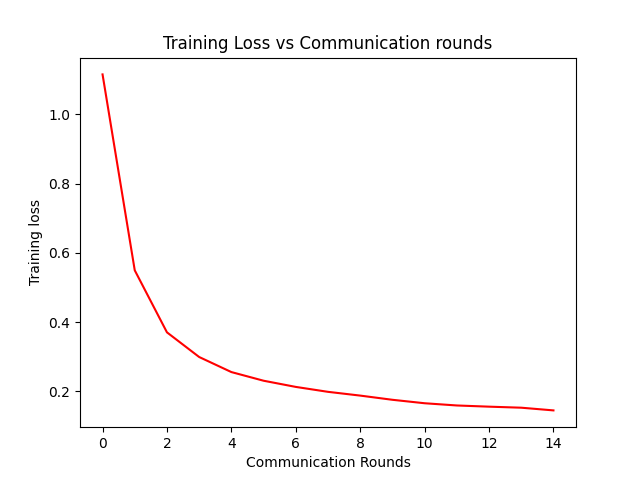 Training Loss vs Communication rounds
Training loss
1.0
0.8
0.6
0.4
0.2
0 2 4 6 8 10 12 14
Communication Rounds